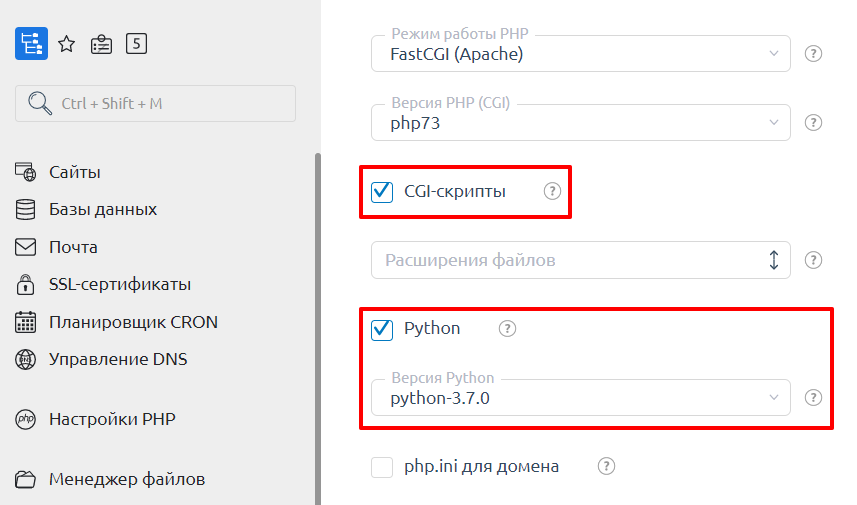 5
Ctrl + Shift + M
Сайты
Базы данных
Почта
SSL-сертификаты
Планировщик CRON
DNS
Управление DNS
php
Настройки PHP
Менеджер файлов
Режим работы PHP
FastCGI (Apache)
?
Версия PHP (CGI)
php73
?
CGI-скрипты
?
Расширения файлов
?
Python
?
Версия Python
python-3.7.0
?
php.ini для домена
?